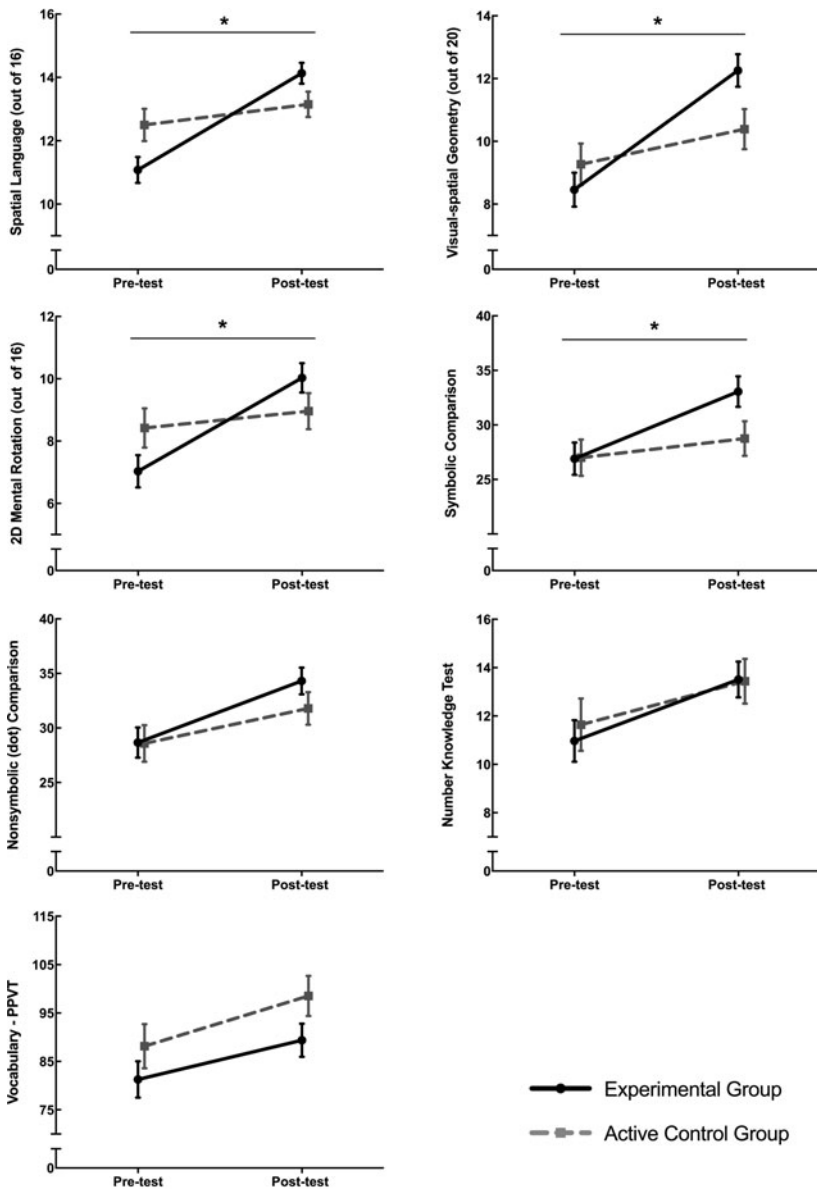 Spatial Language (out of 16)
16
14
12
10
0
*
Pre-test
Post-test
Visual-spatial Geometry (out of 20)
14
12
10
8
0
*
Pre-test
Post-test
2D Mental Rotation (out of 16)
12
10
8
6
0
*
Pre-test
Post-test
Symbolic Comparison
40
35
30
25
0
*
Pre-test
Post-test
Nonsymbolic (dot) Comparison
40
35
30
25
0
Pre-test
Post-test
Number Knowledge Test
16
14
12
10
8
0
Pre-test
Post-test
Vocabulary - PPVT
115
105
95
85
75
0
Pre-test
Post-test
Experimental Group
Active Control Group